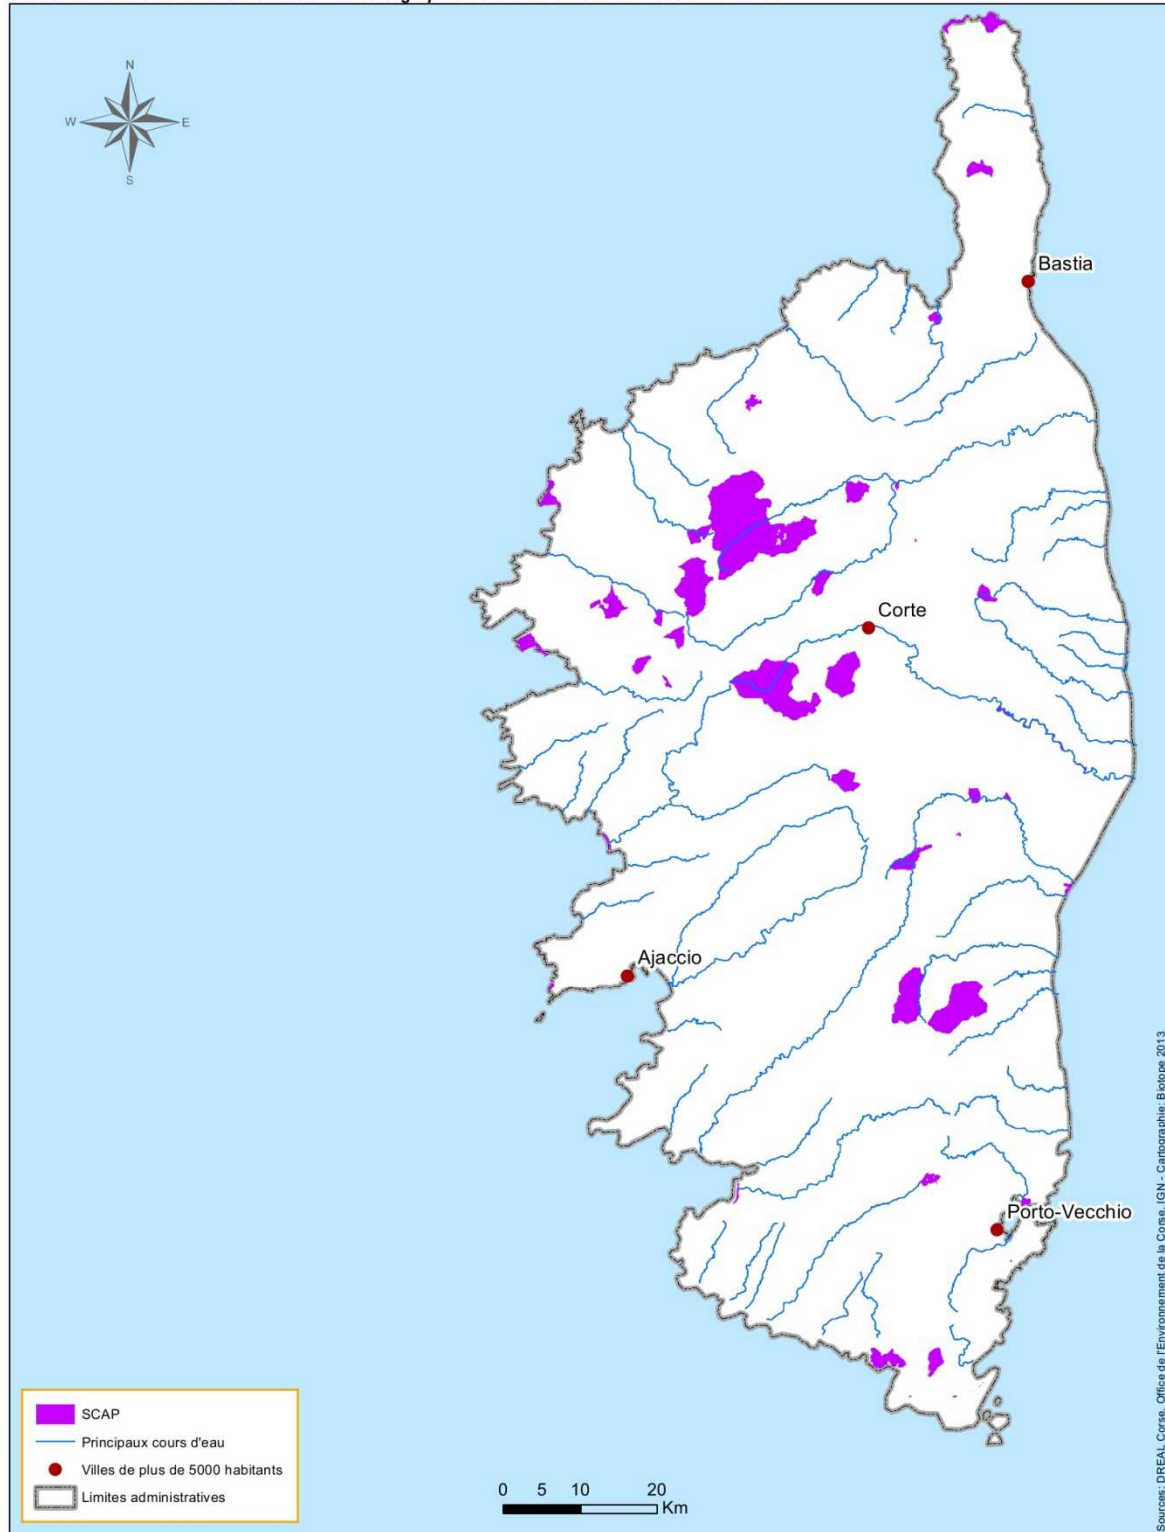 N
W E
S
Bastia
Corte
Ajaccio
Porto-Vecchio
SCAP
Principaux cours d'eau
Villes de plus de 5000 habitants
Limites administratives
0 5 10 20
Km
Sources: DREAL Corse, Office de l'Environnement de la Corse, IGN - Cartographie: Biotope 2013